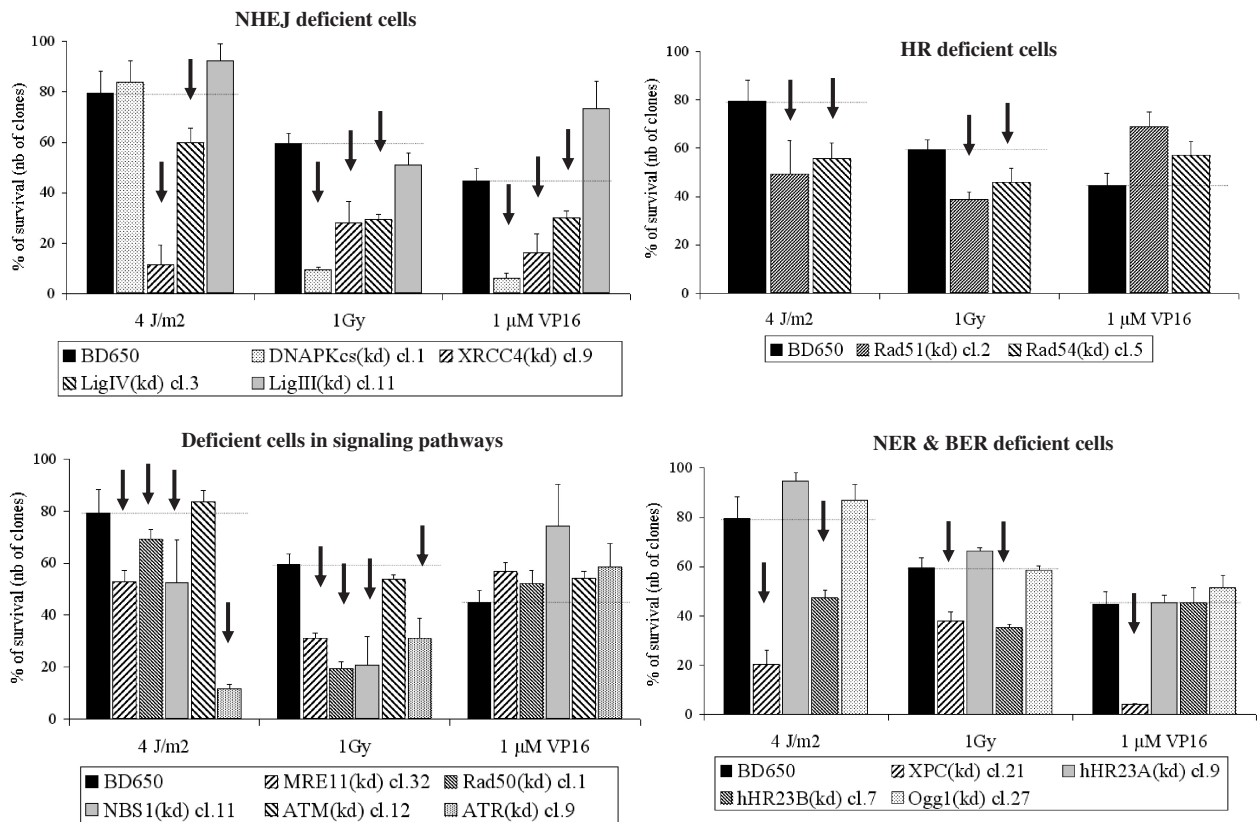 NHEJ deficient cells
% of survival (nb of clones)
100
80
60
40
20
0
4 J/m2
1Gy
1 µM VP16
BD650
DNAPKcs(kd) cl.1
XRCC4(kd) cl.9
LigIV(kd) cl.3
LigIII(kd) cl.11
HR deficient cells
% of survival (nb of clones)
100
80
60
40
20
0
4 J/m2
1Gy
1 µM VP16
BD650
Rad51(kd) cl.2
Rad54(kd) cl.5
Deficient cells in signaling pathways
% of survival (nb of clones)
100
80
60
40
20
0
4 J/m2
1Gy
1 µM VP16
BD650
MRE11(kd) cl.32
Rad50(kd) cl.1
NBS1(kd) cl.11
ATM(kd) cl.12
ATR(kd) cl.9
NER & BER deficient cells
% of survival (nb of clones)
100
80
60
40
20
0
4 J/m2
1Gy
1 µM VP16
BD650
XPC(kd) cl.21
hHR23A(kd) cl.9
hHR23B(kd) cl.7
Ogg1(kd) cl.27